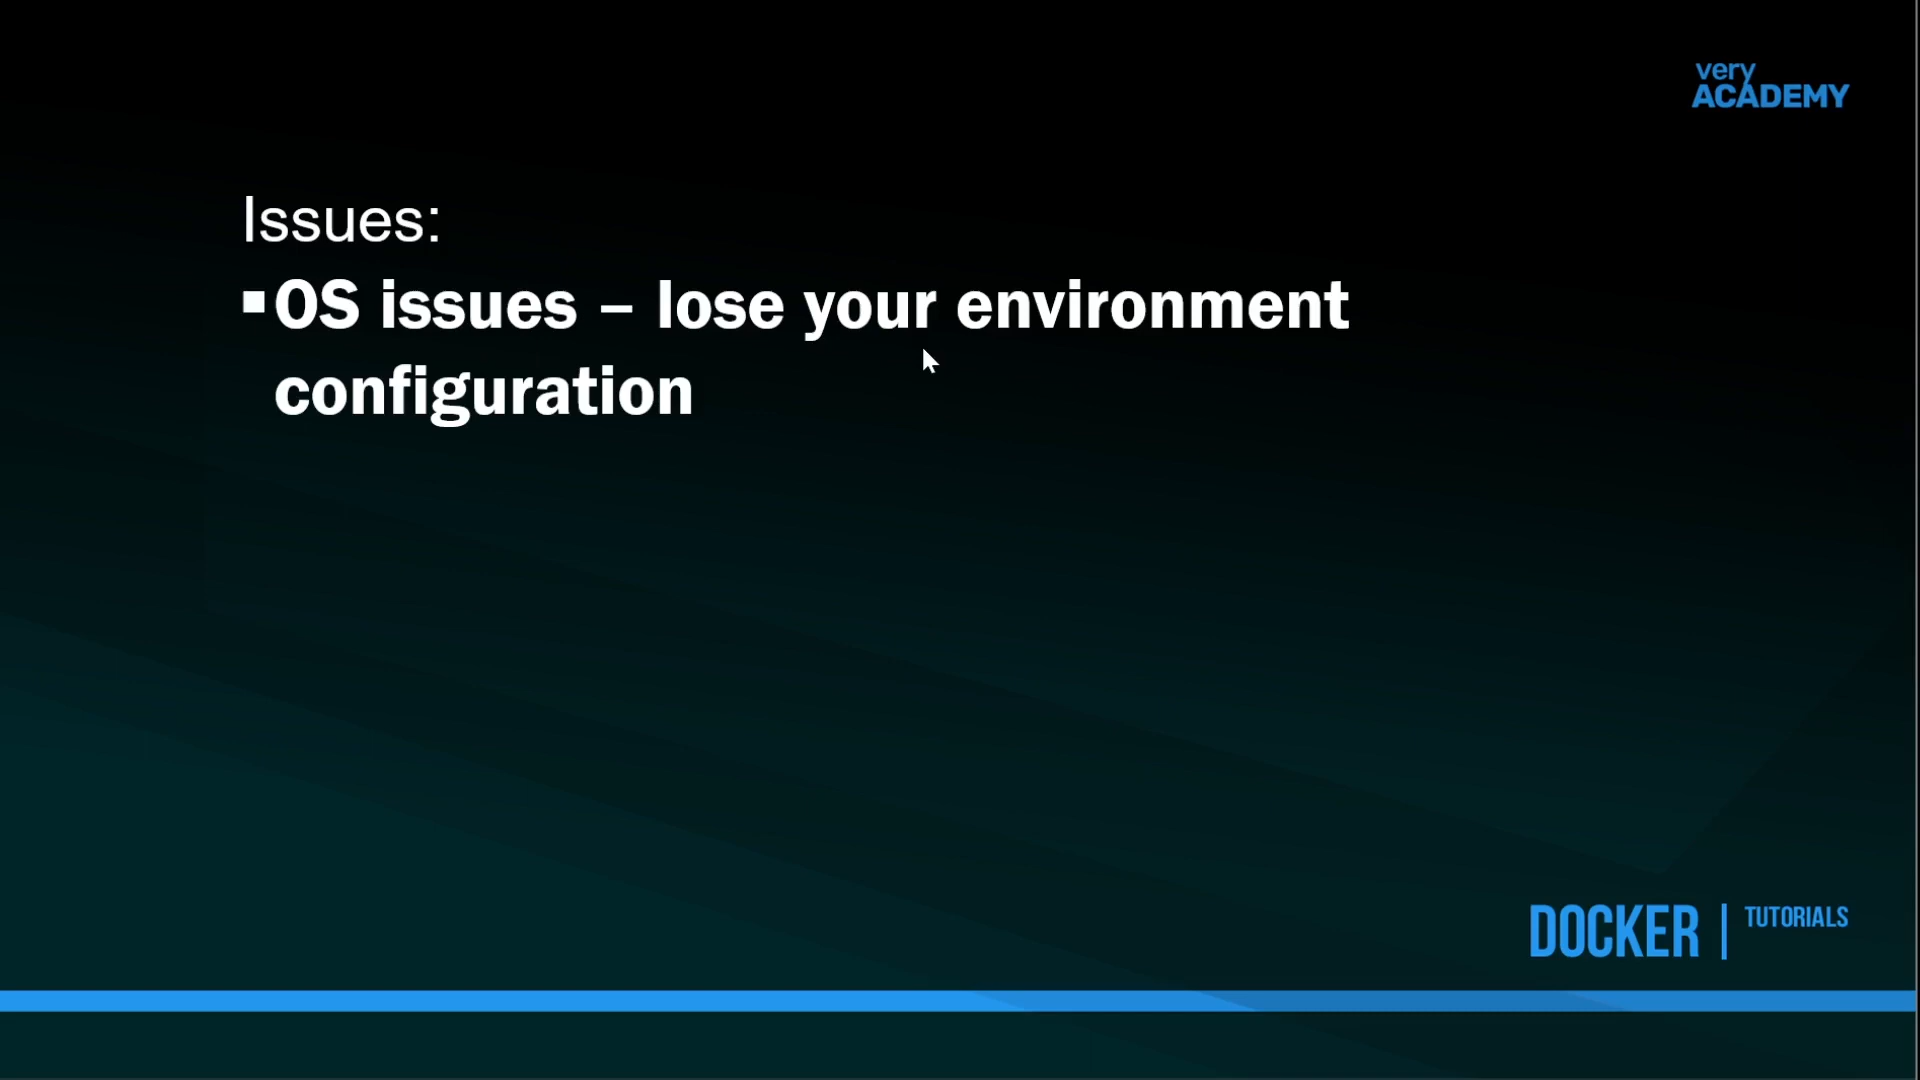 very
ACADEMY
Issues:
▪OS issues – lose your environment
configuration
DOCKER | TUTORIALS